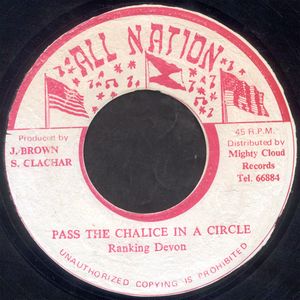 ALL NATION
Produced by
J. BROWN
S. CLACHAR
45 R.P.M.
Distributed by
Mighty Cloud
Records
Tel. 66884
PASS THE CHALICE IN A CIRCLE
Ranking Devon
UNAUTHORIZED COPYING IS PROHIBITED